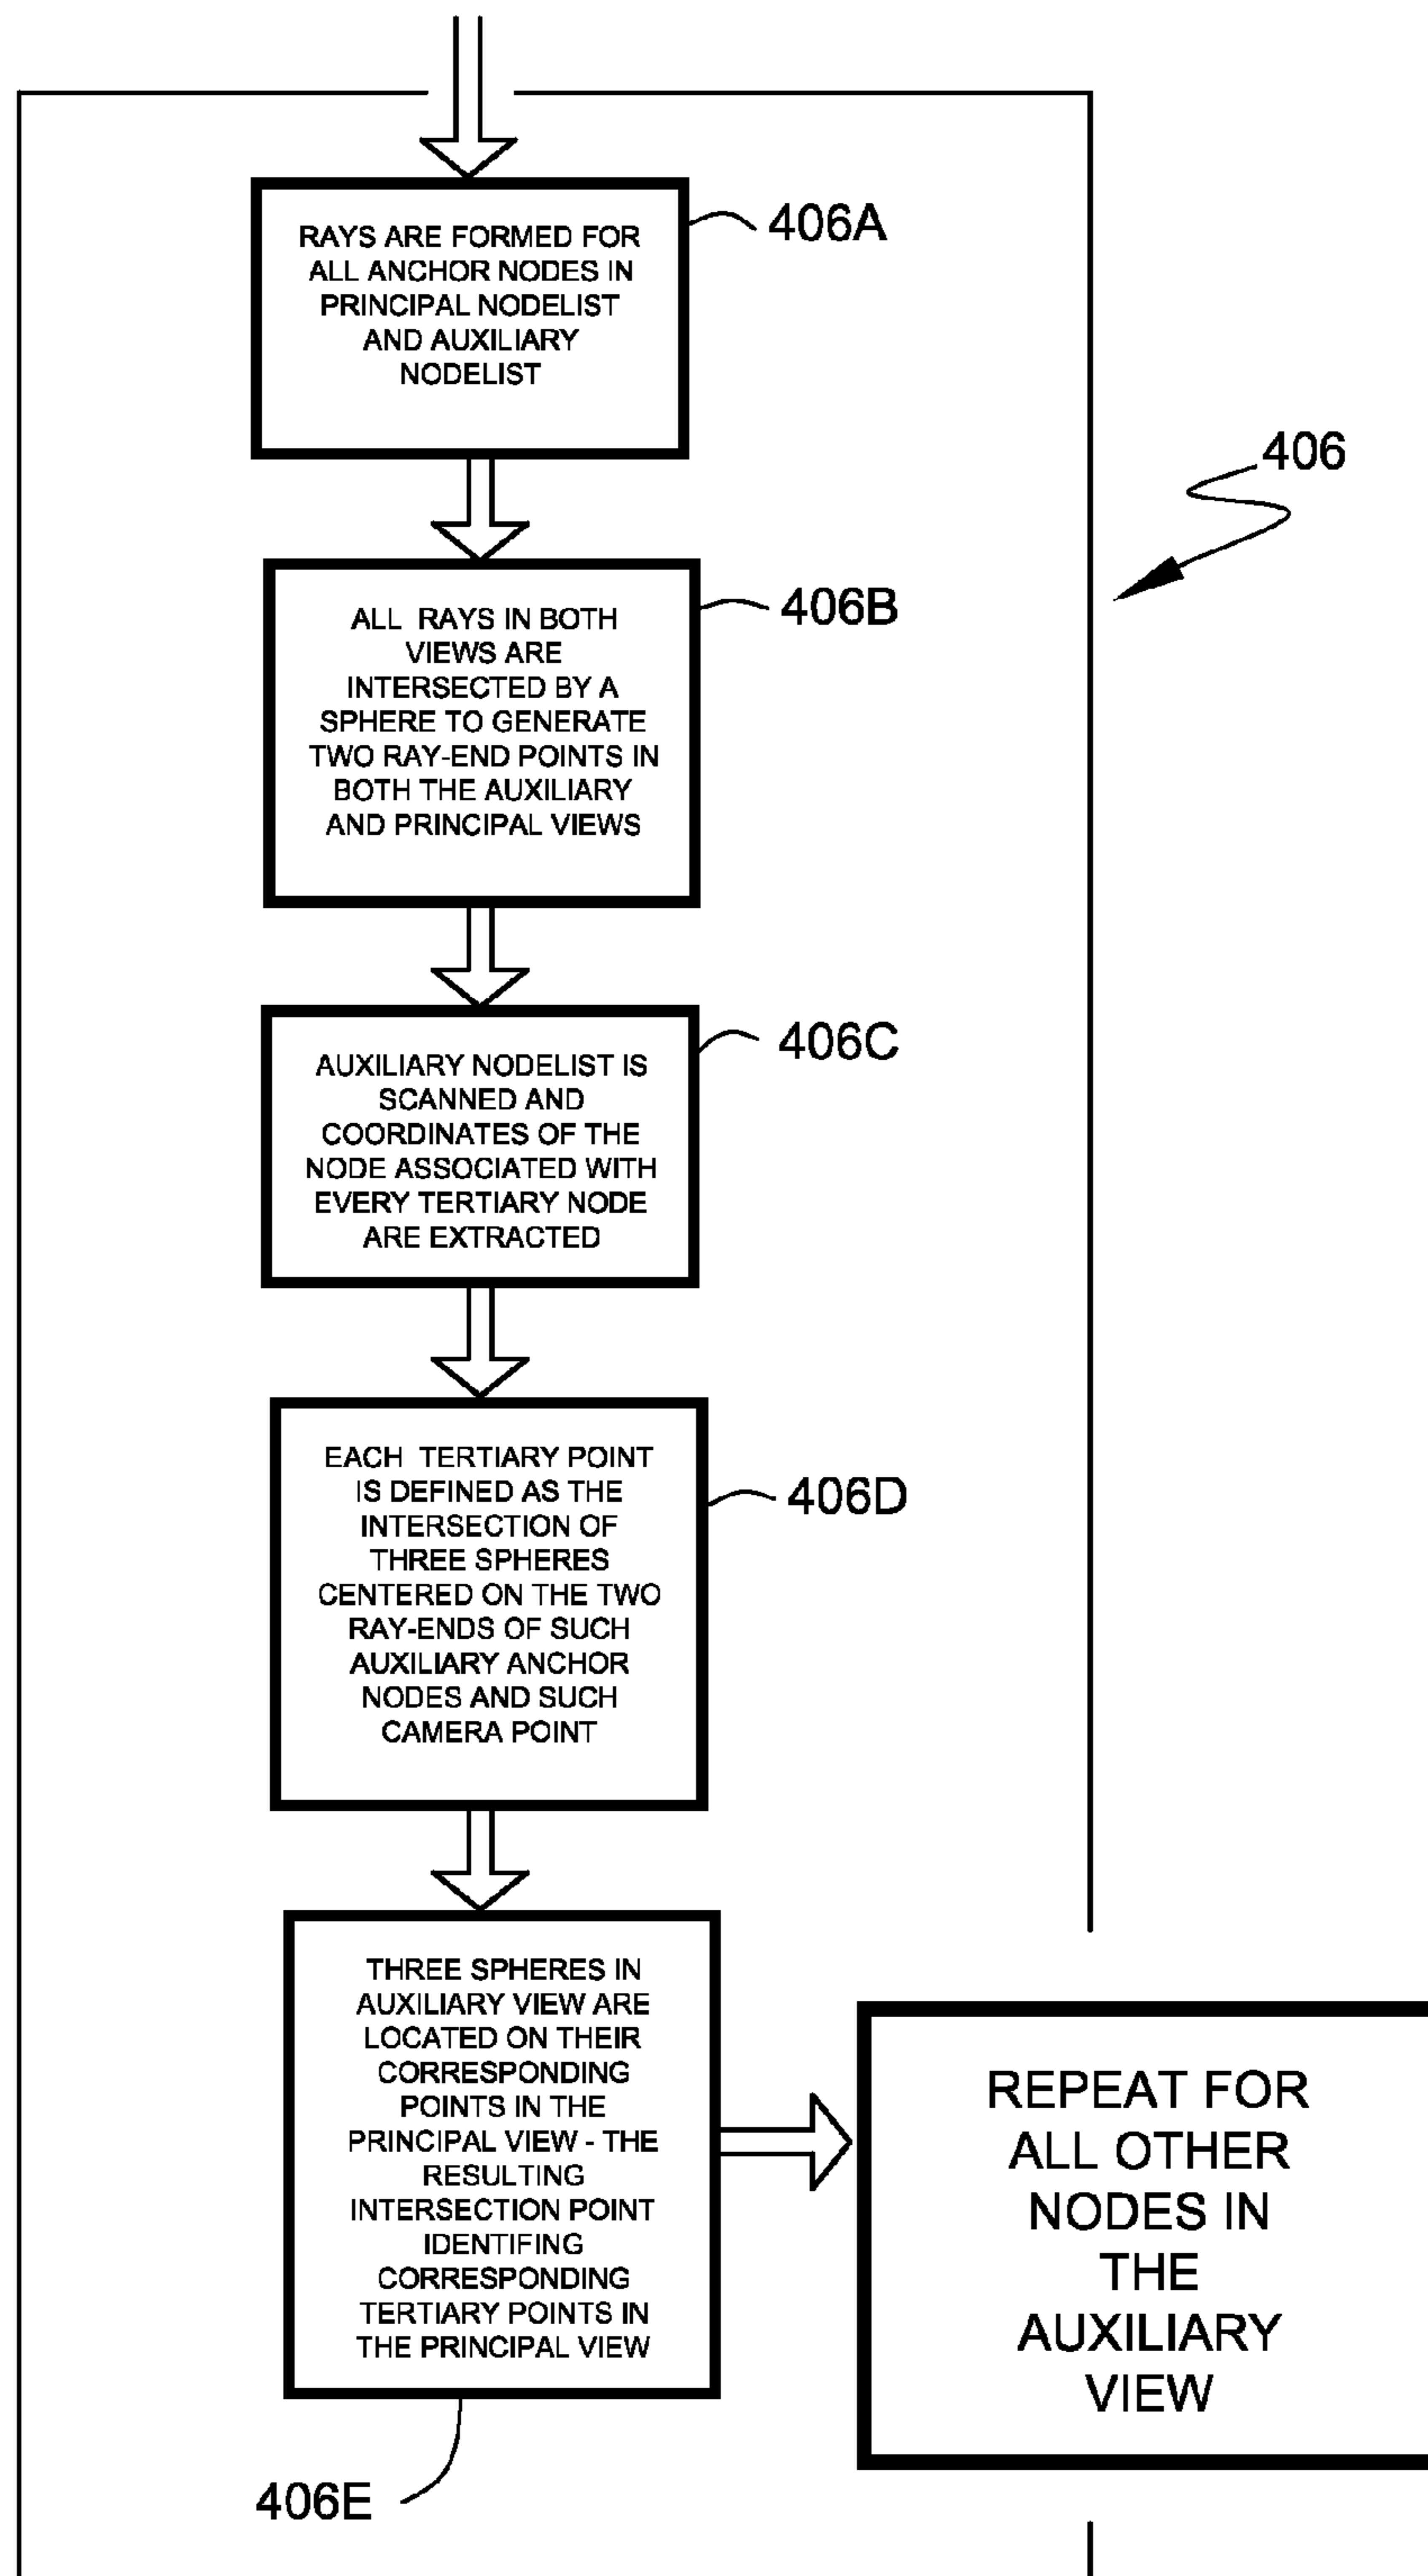 RAYS ARE FORMED FOR
ALL ANCHOR NODES IN
PRINCIPAL NODELIST
AND AUXILIARY
NODELIST
406A
406
ALL RAYS IN BOTH
VIEWS ARE
INTERSECTED BY A
SPHERE TO GENERATE
TWO RAY-END POINTS IN
BOTH THE AUXILIARY
AND PRINCIPAL VIEWS
406B
AUXILIARY NODELIST IS
SCANNED AND
COORDINATES OF THE
NODE ASSOCIATED WITH
EVERY TERTIARY NODE
ARE EXTRACTED
406C
EACH TERTIARY POINT
IS DEFINED AS THE
INTERSECTION OF
THREE SPHERES
CENTERED ON THE TWO
RAY-ENDS OF SUCH
AUXILIARY ANCHOR
NODES AND SUCH
CAMERA POINT
406D
THREE SPHERES IN
AUXILIARY VIEW ARE
LOCATED ON THEIR
CORRESPONDING
POINTS IN THE
PRINCIPAL VIEW - THE
RESULTING
INTERSECTION POINT
IDENTIFING
CORRESPONDING
TERTIARY POINTS IN
THE PRINCIPAL VIEW
406E
REPEAT FOR
ALL OTHER
NODES IN
THE
AUXILIARY
VIEW